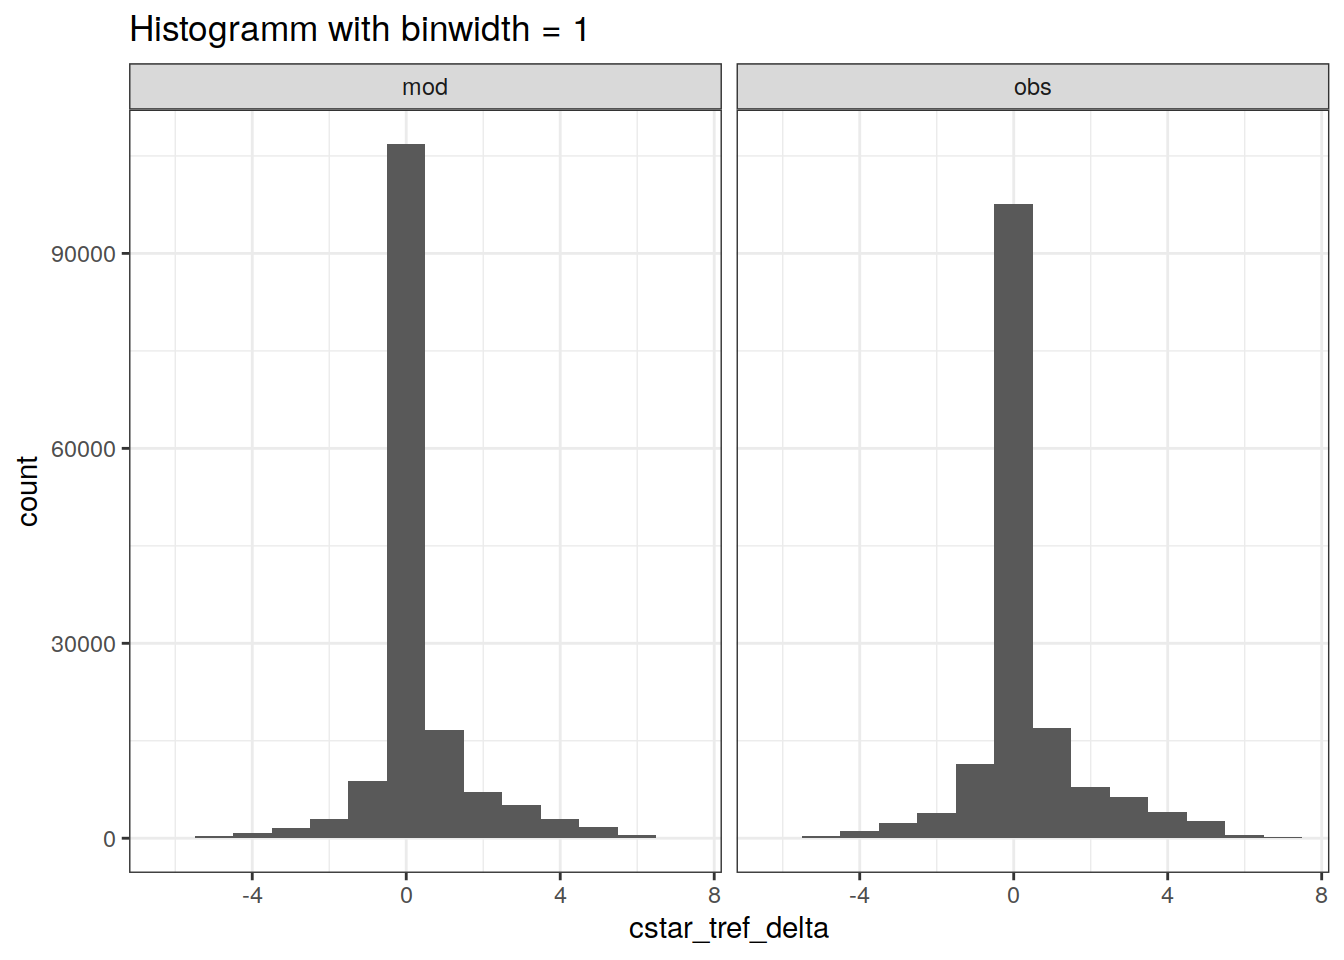 Histogramm with binwidth = 1
mod
obs
90000
60000
30000
0
count
-4 0 4 8
-4 0 4 8
cstar_tref_delta